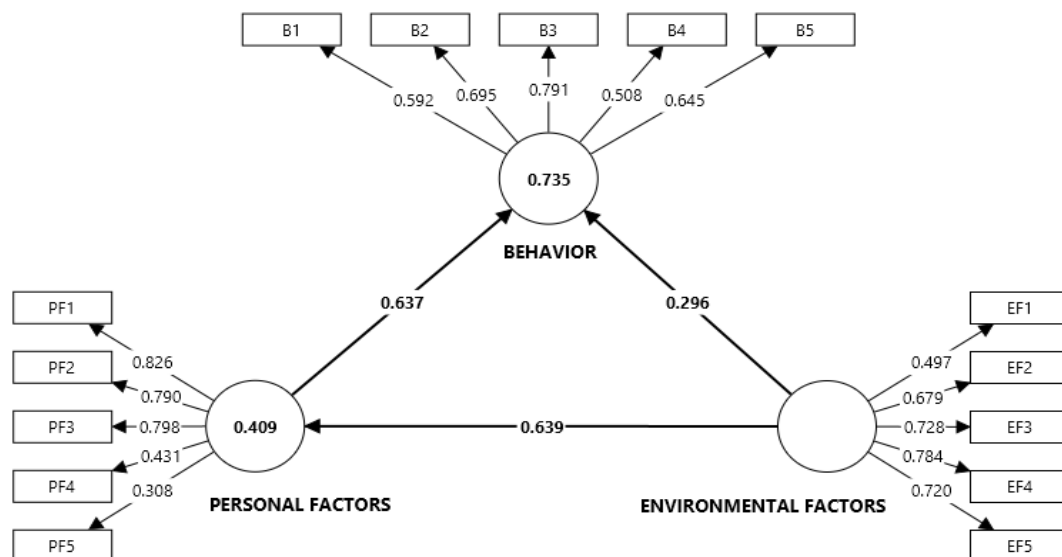 B1 B2 B3 B4 B5
0.592 0.695 0.791 0.508 0.645
0.735
BEHAVIOR
0.637 0.296
PF1 EF1
0.826 0.497
PF2 EF2
0.790 0.679
PF3 0.798 0.409 0.639 0.728 EF3
0.431 0.784
PF4 EF4
0.308 0.720
PERSONAL FACTORS ENVIRONMENTAL FACTORS
PF5 EF5